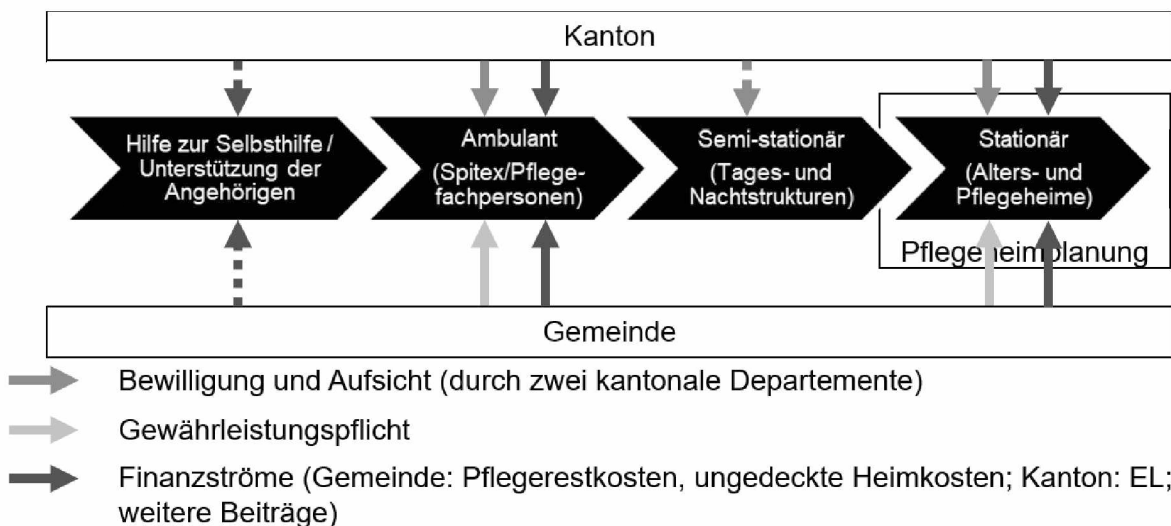 Kanton
Hilfe zur Selbsthilfe /
Unterstützung der
Angehörigen
Ambulant
(Spitex/Pflege-
fachpersonen)
Semi-stationär
(Tages- und
Nachtstrukturen)
Stationär
(Alters- und
Pflegeheime)
Pflegeheimplanung
Gemeinde
Bewilligung und Aufsicht (durch zwei kantonale Departemente)
Gewährleistungspflicht
Finanzströme (Gemeinde: Pflegerestkosten, ungedeckte Heimkosten; Kanton: EL;
weitere Beiträge)